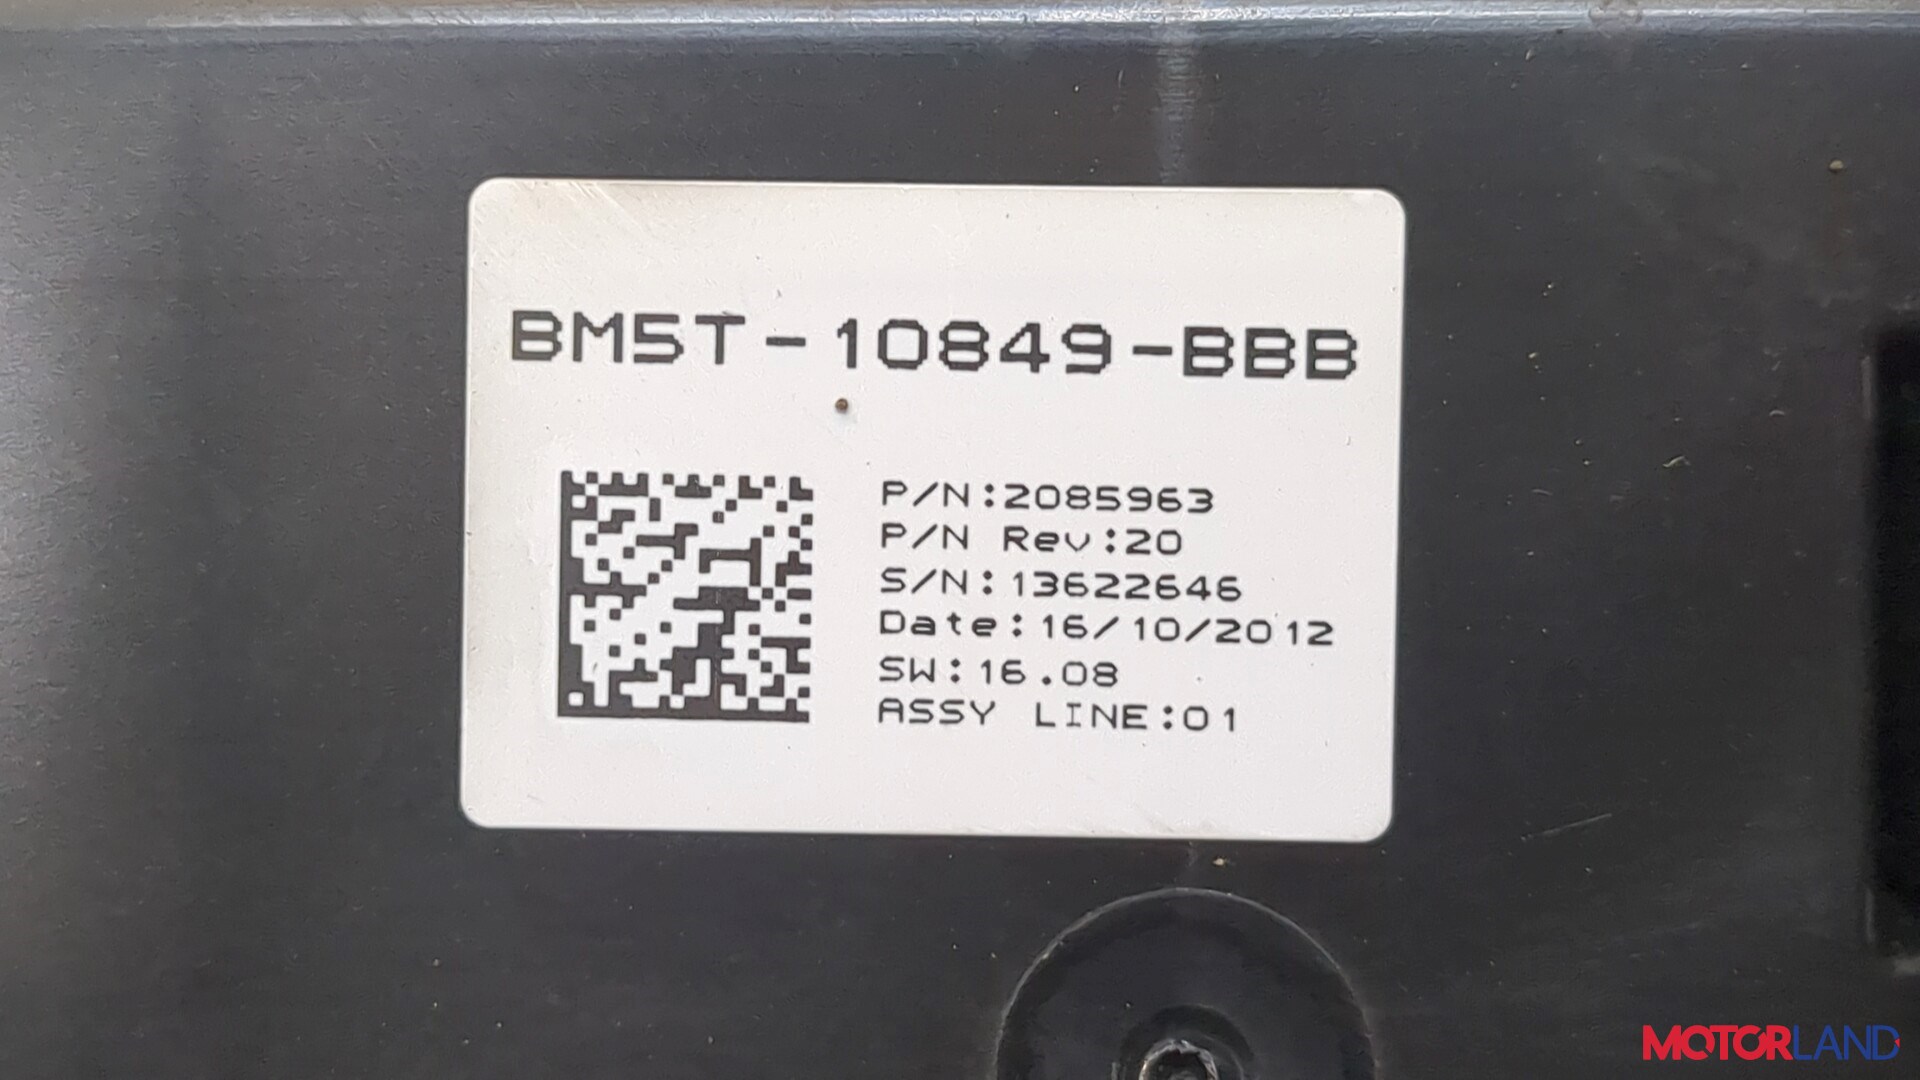 BM5T-10849-BBB
P/N:2085963
P/N Rev:20
S/N:13622646
Date:16/10/2012
SW:16.08
ASSY LINE:01
MOTORLAND